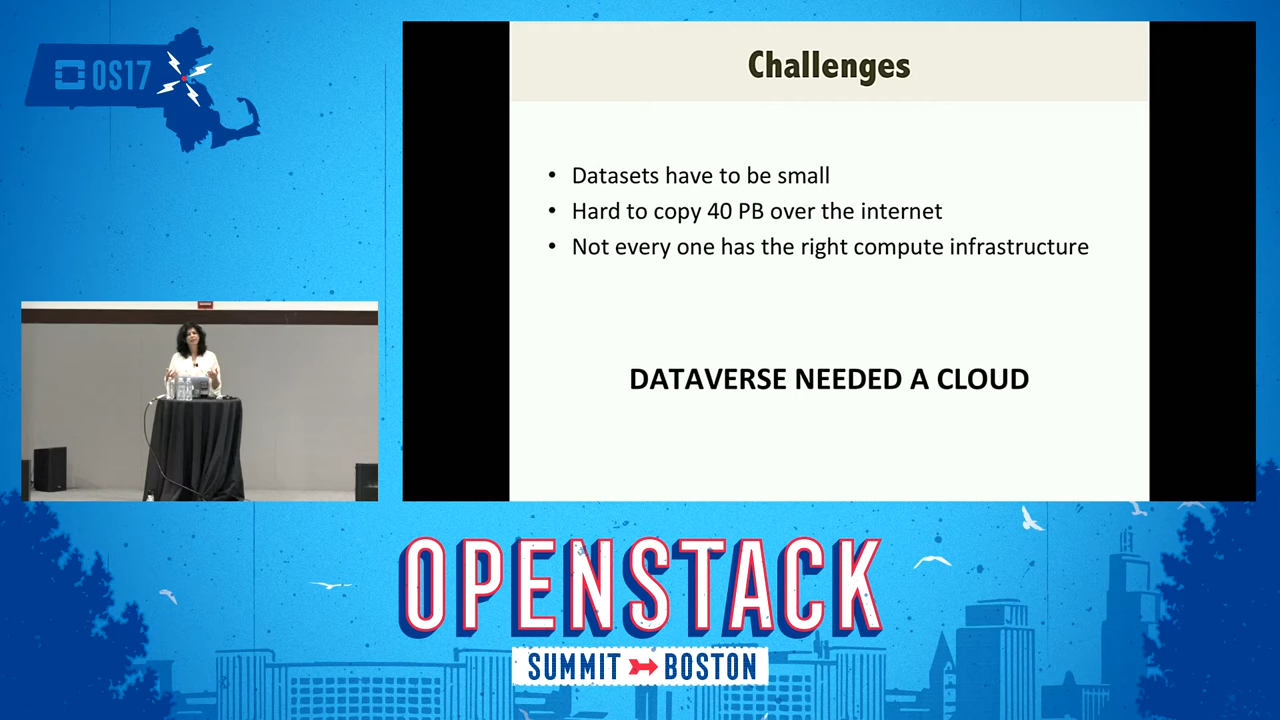 OS17
Challenges
• Datasets have to be small
• Hard to copy 40 PB over the internet
• Not every one has the right compute infrastructure
DATAVERSE NEEDED A CLOUD
OPENSTACK
SUMMIT BOSTON